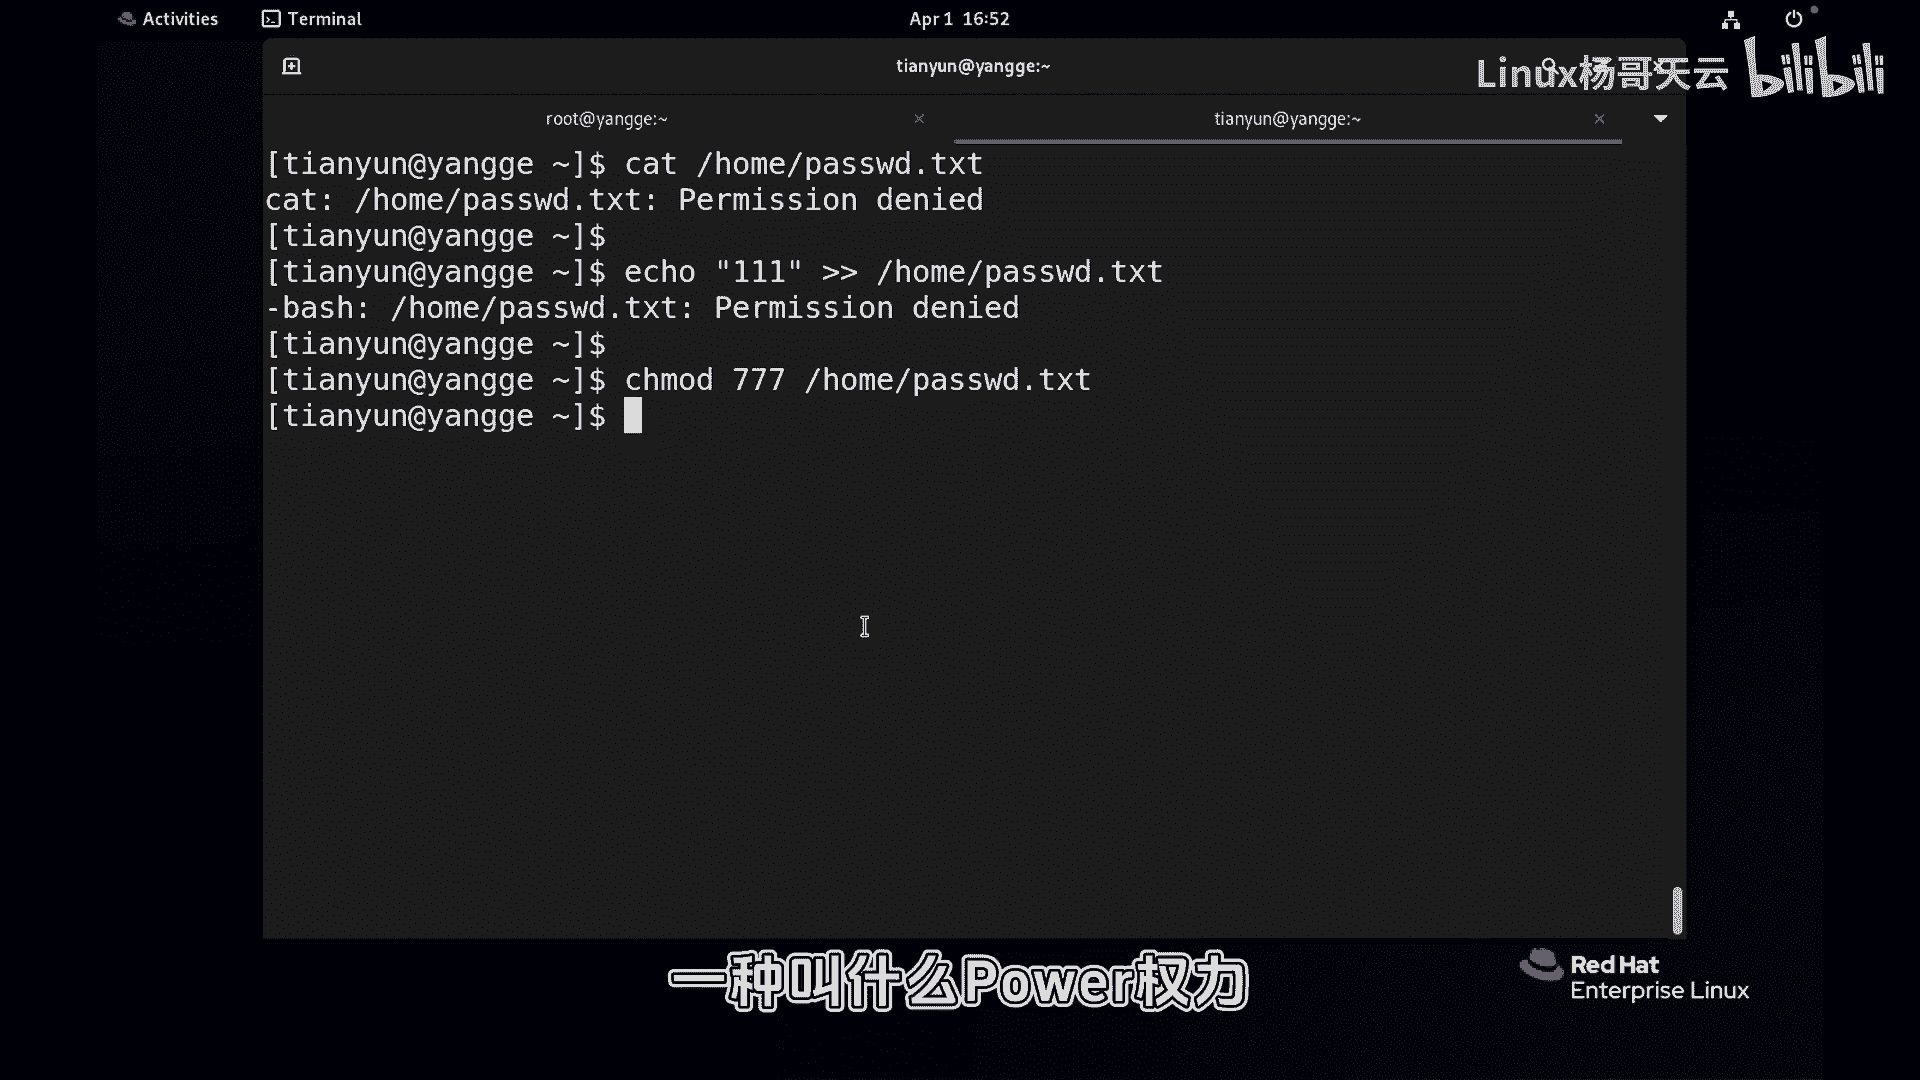 Activities
Terminal
Apr 1 16:52
tianyun@yangge:~
Linux杨哥天云 bilibili
root@yangge:~
tianyun@yangge:~
[tianyun@yangge ~]$ cat /home/passwd.txt
cat: /home/passwd.txt: Permission denied
[tianyun@yangge ~]$
[tianyun@yangge ~]$ echo "111" >> /home/passwd.txt
-bash: /home/passwd.txt: Permission denied
[tianyun@yangge ~]$
[tianyun@yangge ~]$ chmod 777 /home/passwd.txt
[tianyun@yangge ~]$
一种叫什么Power权力
Red Hat
Enterprise Linux